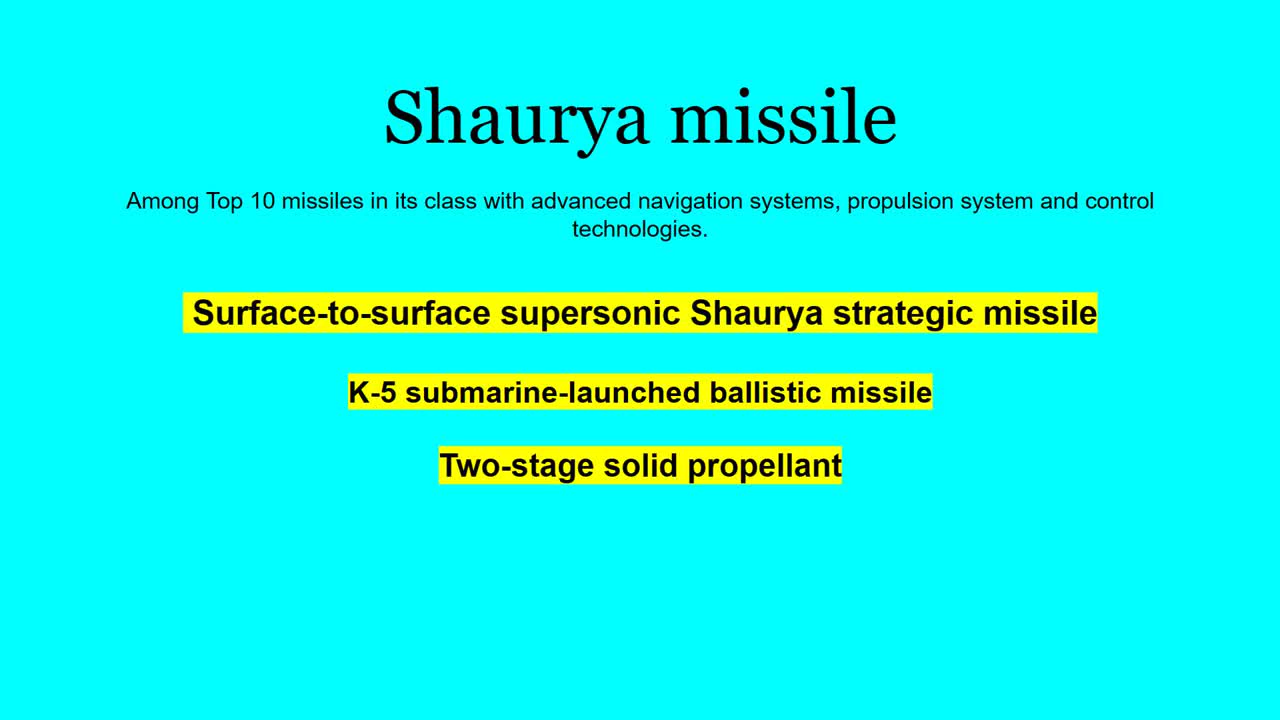 Shaurya missile
Among Top 10 missiles in its class with advanced navigation systems, propulsion system and control
technologies.
Surface-to-surface supersonic Shaurya strategic missile
K-5 submarine-launched ballistic missile
Two-stage solid propellant